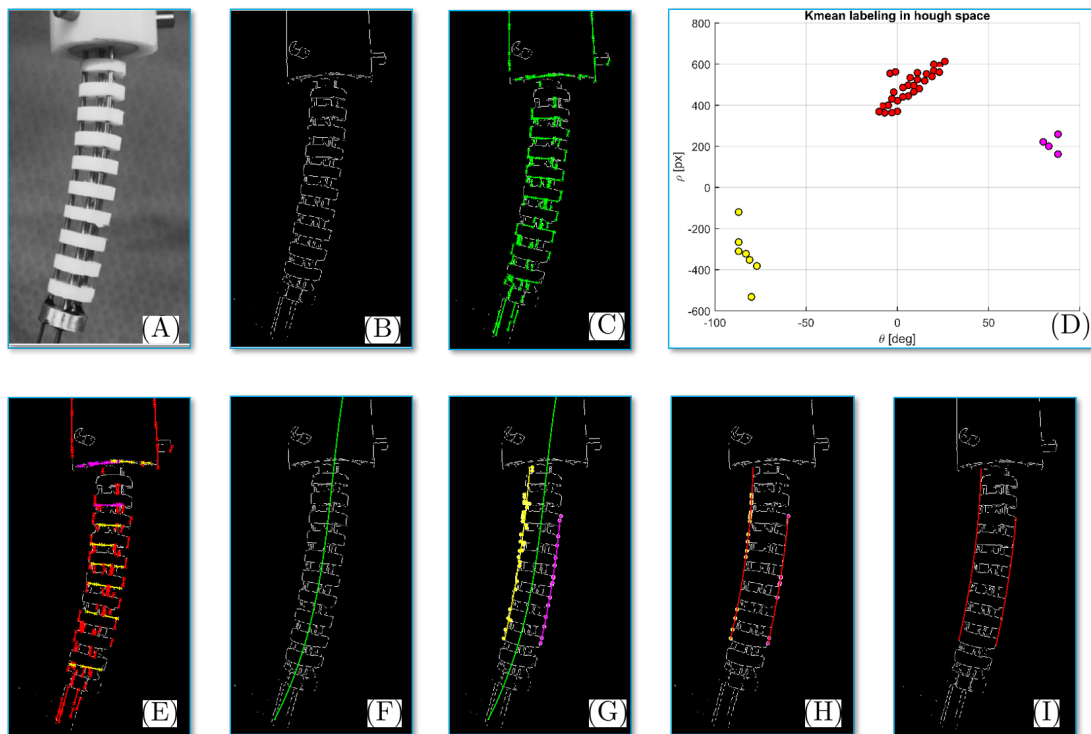 Kmean labeling in hough space
800
600
400
200
0
-200
-400
-600
ρ [px]
-100
-50
0
50
θ [deg]
(A)
(B)
(C)
(D)
(E)
(F)
(G)
(H)
(I)